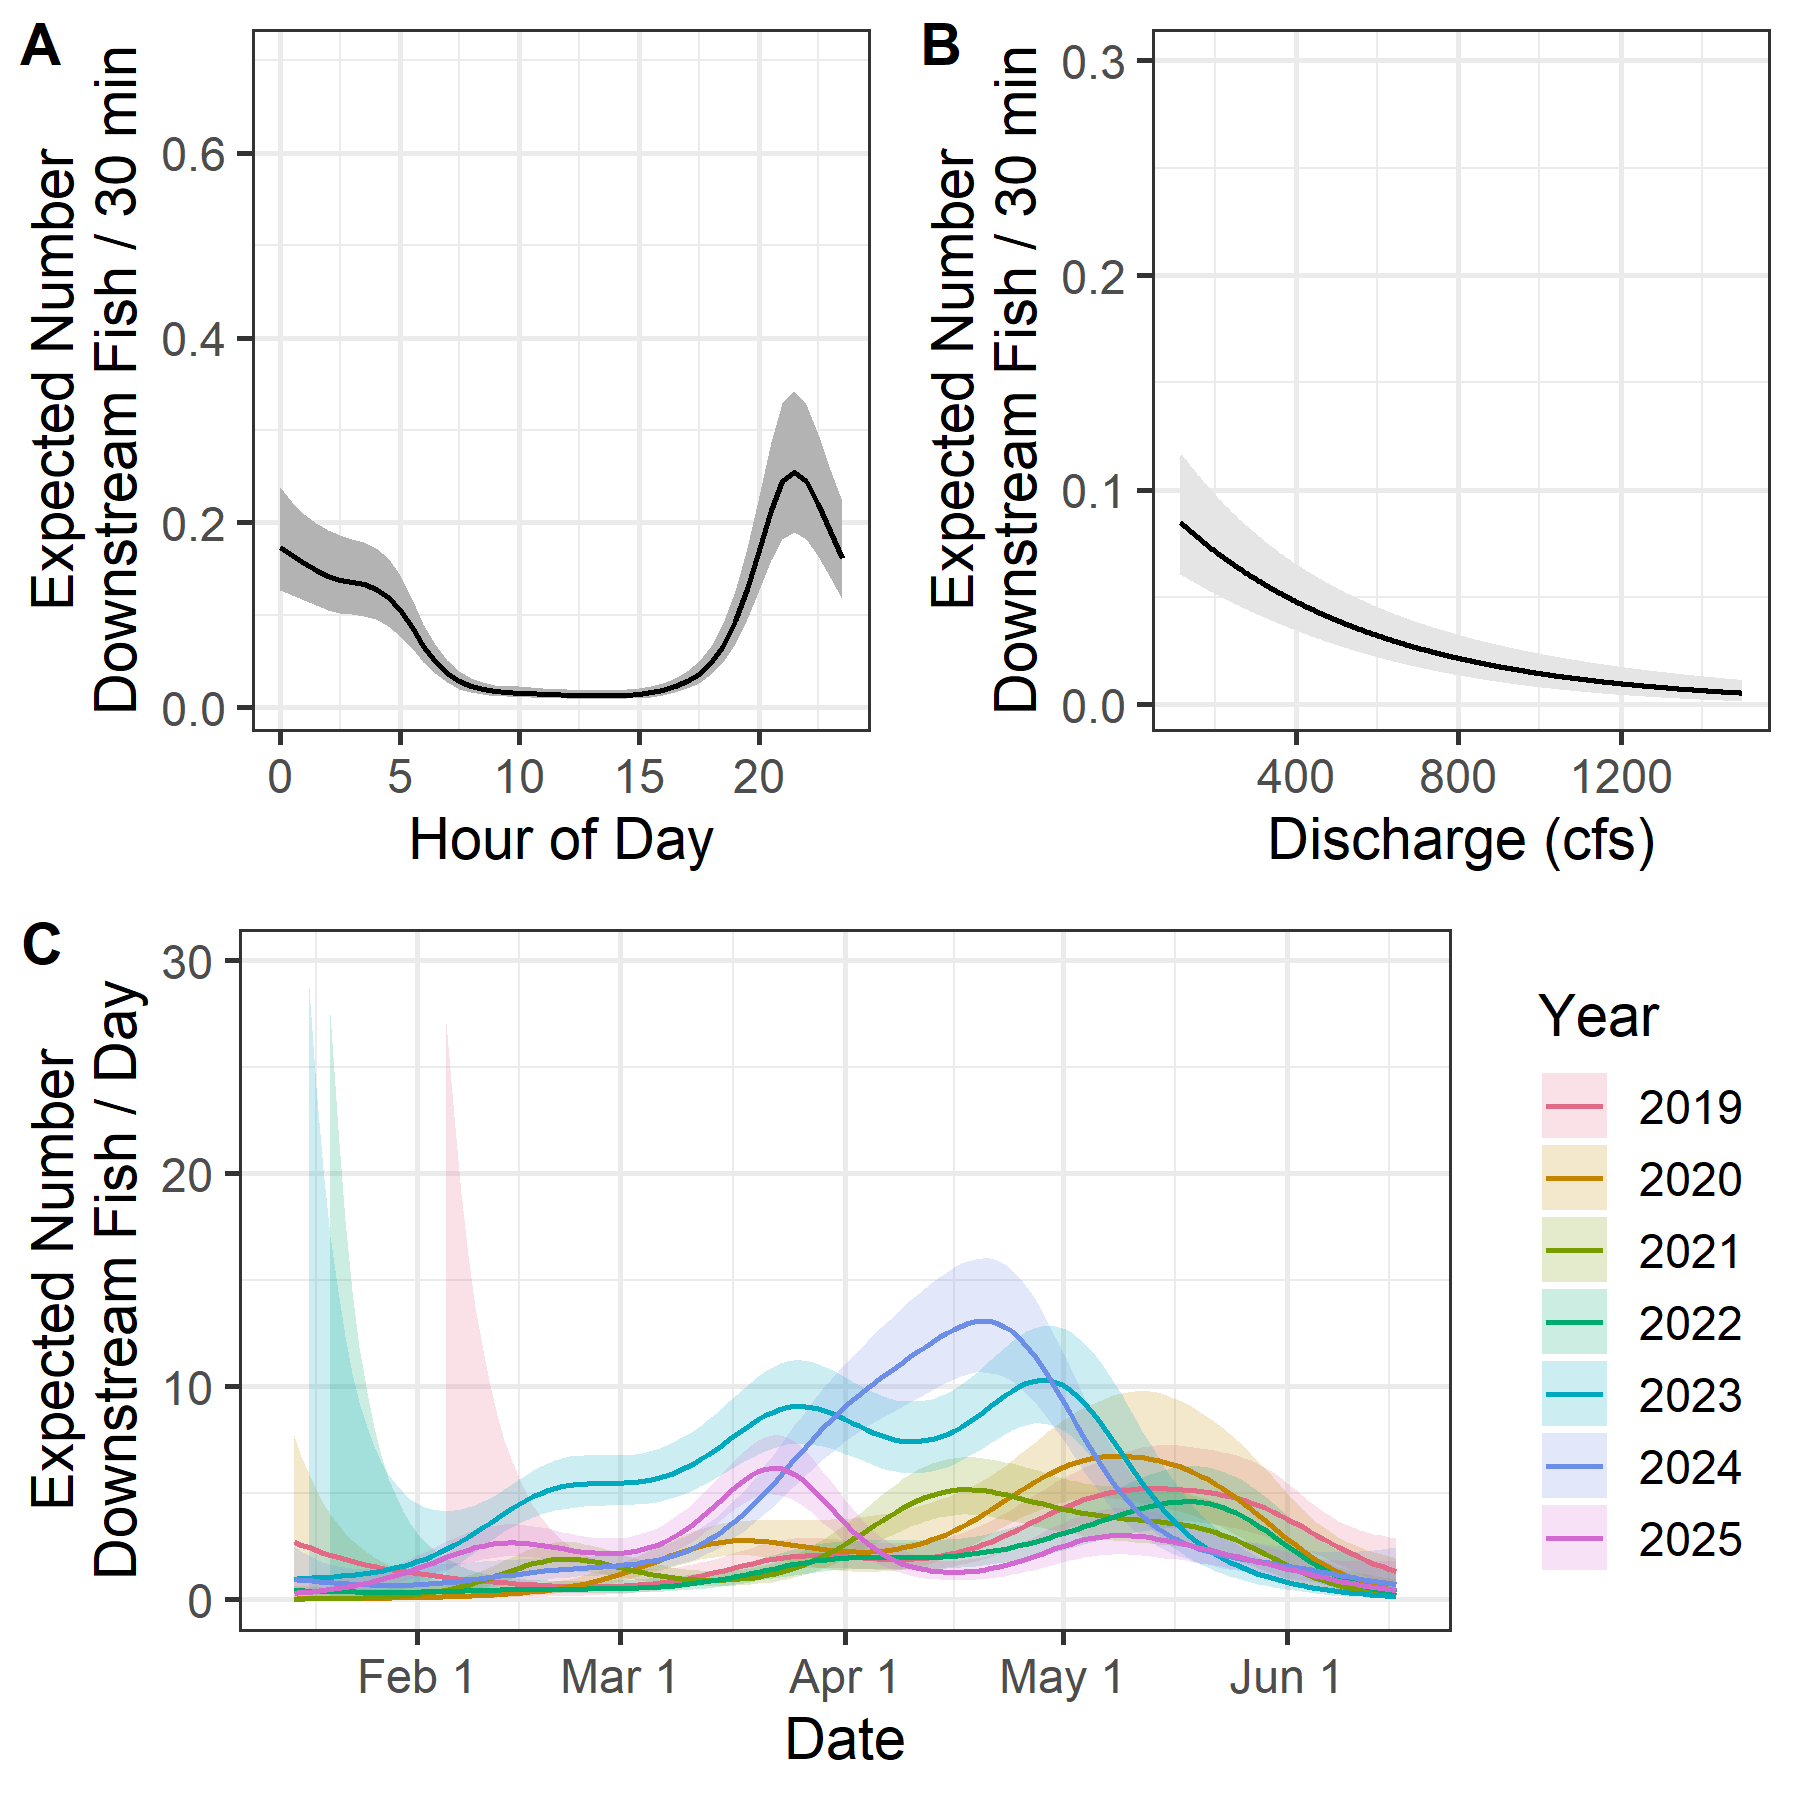 A
Expected Number
Downstream Fish / 30 min
0.6
0.4
0.2
0.0
0 5 10 15 20
Hour of Day
B
Expected Number
Downstream Fish / 30 min
0.3
0.2
0.1
0.0
400 800 1200
Discharge (cfs)
C
Expected Number
Downstream Fish / Day
30
20
10
0
Feb 1 Mar 1 Apr 1 May 1 Jun 1
Date
Year
2019
2020
2021
2022
2023
2024
2025